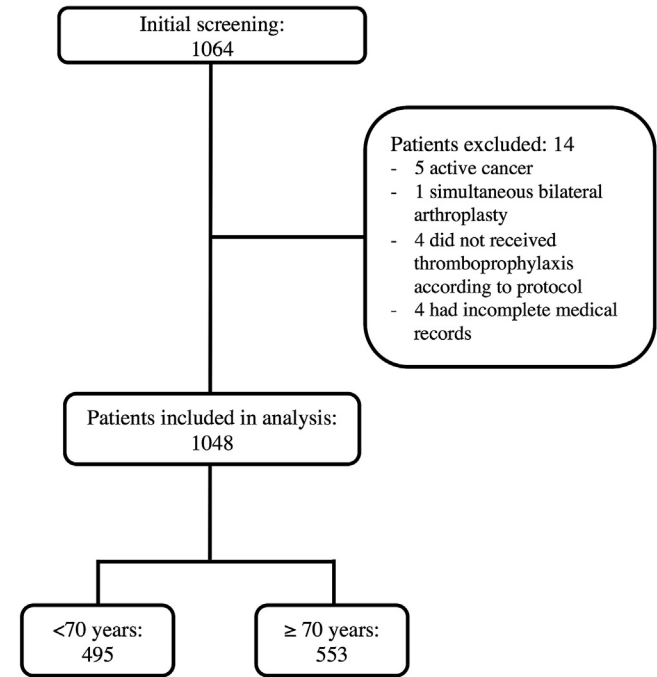 Initial screening:
1064
Patients excluded: 14
- 5 active cancer
- 1 simultaneous bilateral
arthroplasty
- 4 did not received
thromboprophylaxis
according to protocol
- 4 had incomplete medical
records
Patients included in analysis:
1048
<70 years:
495
≥ 70 years:
553